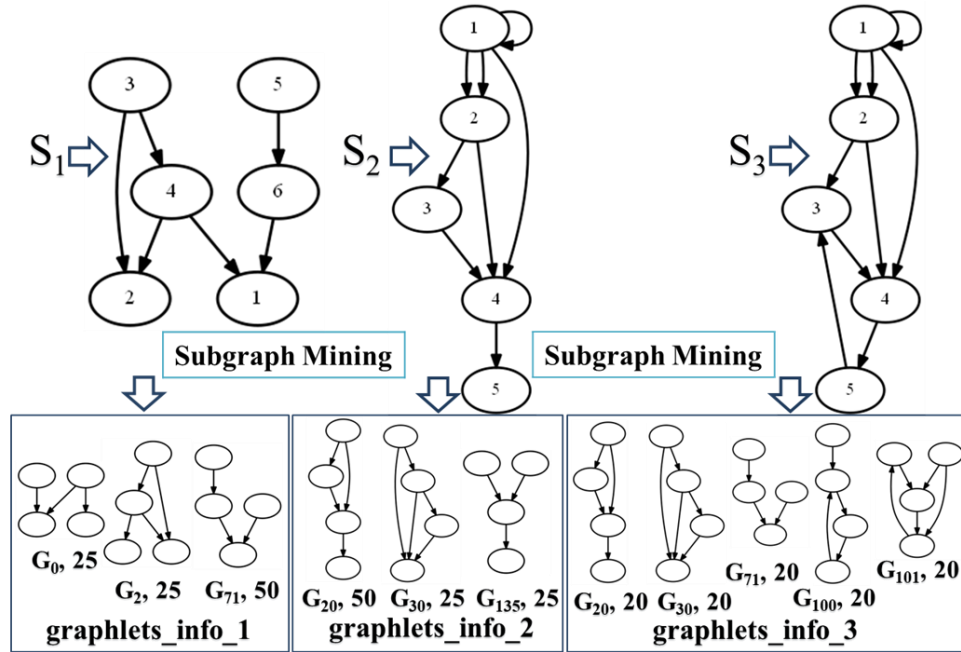 1
1
3
5
2
2
S₁
S₂
S₃
4
6
3
3
2
1
4
4
Subgraph Mining
Subgraph Mining
5
5
G₀, 25
G₂, 25
G₇₁, 50
G₂₀, 50
G₃₀, 25
G₁₃₅, 25
G₂₀, 20
G₃₀, 20
G₇₁, 20
G₁₀₀, 20
G₁₀₁, 20
graphlets_info_1
graphlets_info_2
graphlets_info_3